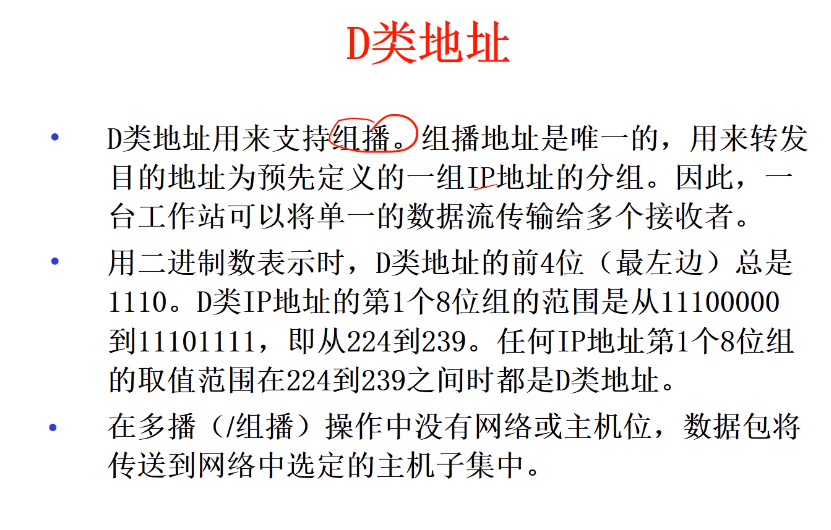 D类地址
• D类地址用来支持组播。组播地址是唯一的，用来转发
目的地址为预先定义的一组IP地址的分组。因此，一
台工作站可以将单一的数据流传输给多个接收者。
• 用二进制数表示时，D类地址的前4位（最左边）总是
1110。D类IP地址的第1个8位组的范围是从11100000
到11101111，即从224到239。任何IP地址第1个8位组
的取值范围在224到239之间时都是D类地址。
• 在多播（/组播）操作中没有网络或主机位，数据包将
传送到网络中选定的主机子集中。